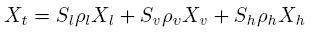 X_t = S_l ρ_l X_l + S_v ρ_v X_v + S_h ρ_h X_h